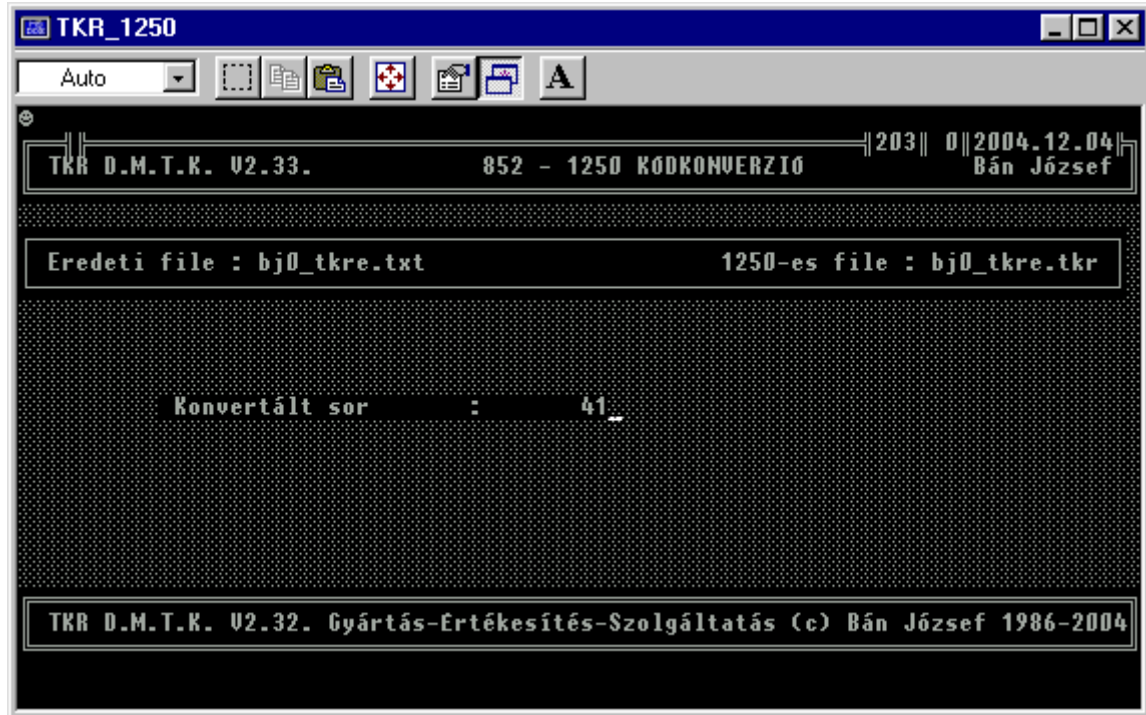 TKR_1250
Auto A
203 0 2004.12.04
TKR D.M.T.K. V2.33. 852 - 1250 KÓDKONVERZIÓ Bán József
Eredeti file : bj0_tkre.txt 1250-es file : bj0_tkre.tkr
Konvertált sor : 41_
TKR D.M.T.K. V2.32. Gyártás-Értékesítés-Szolgáltatás (c) Bán József 1986-2004